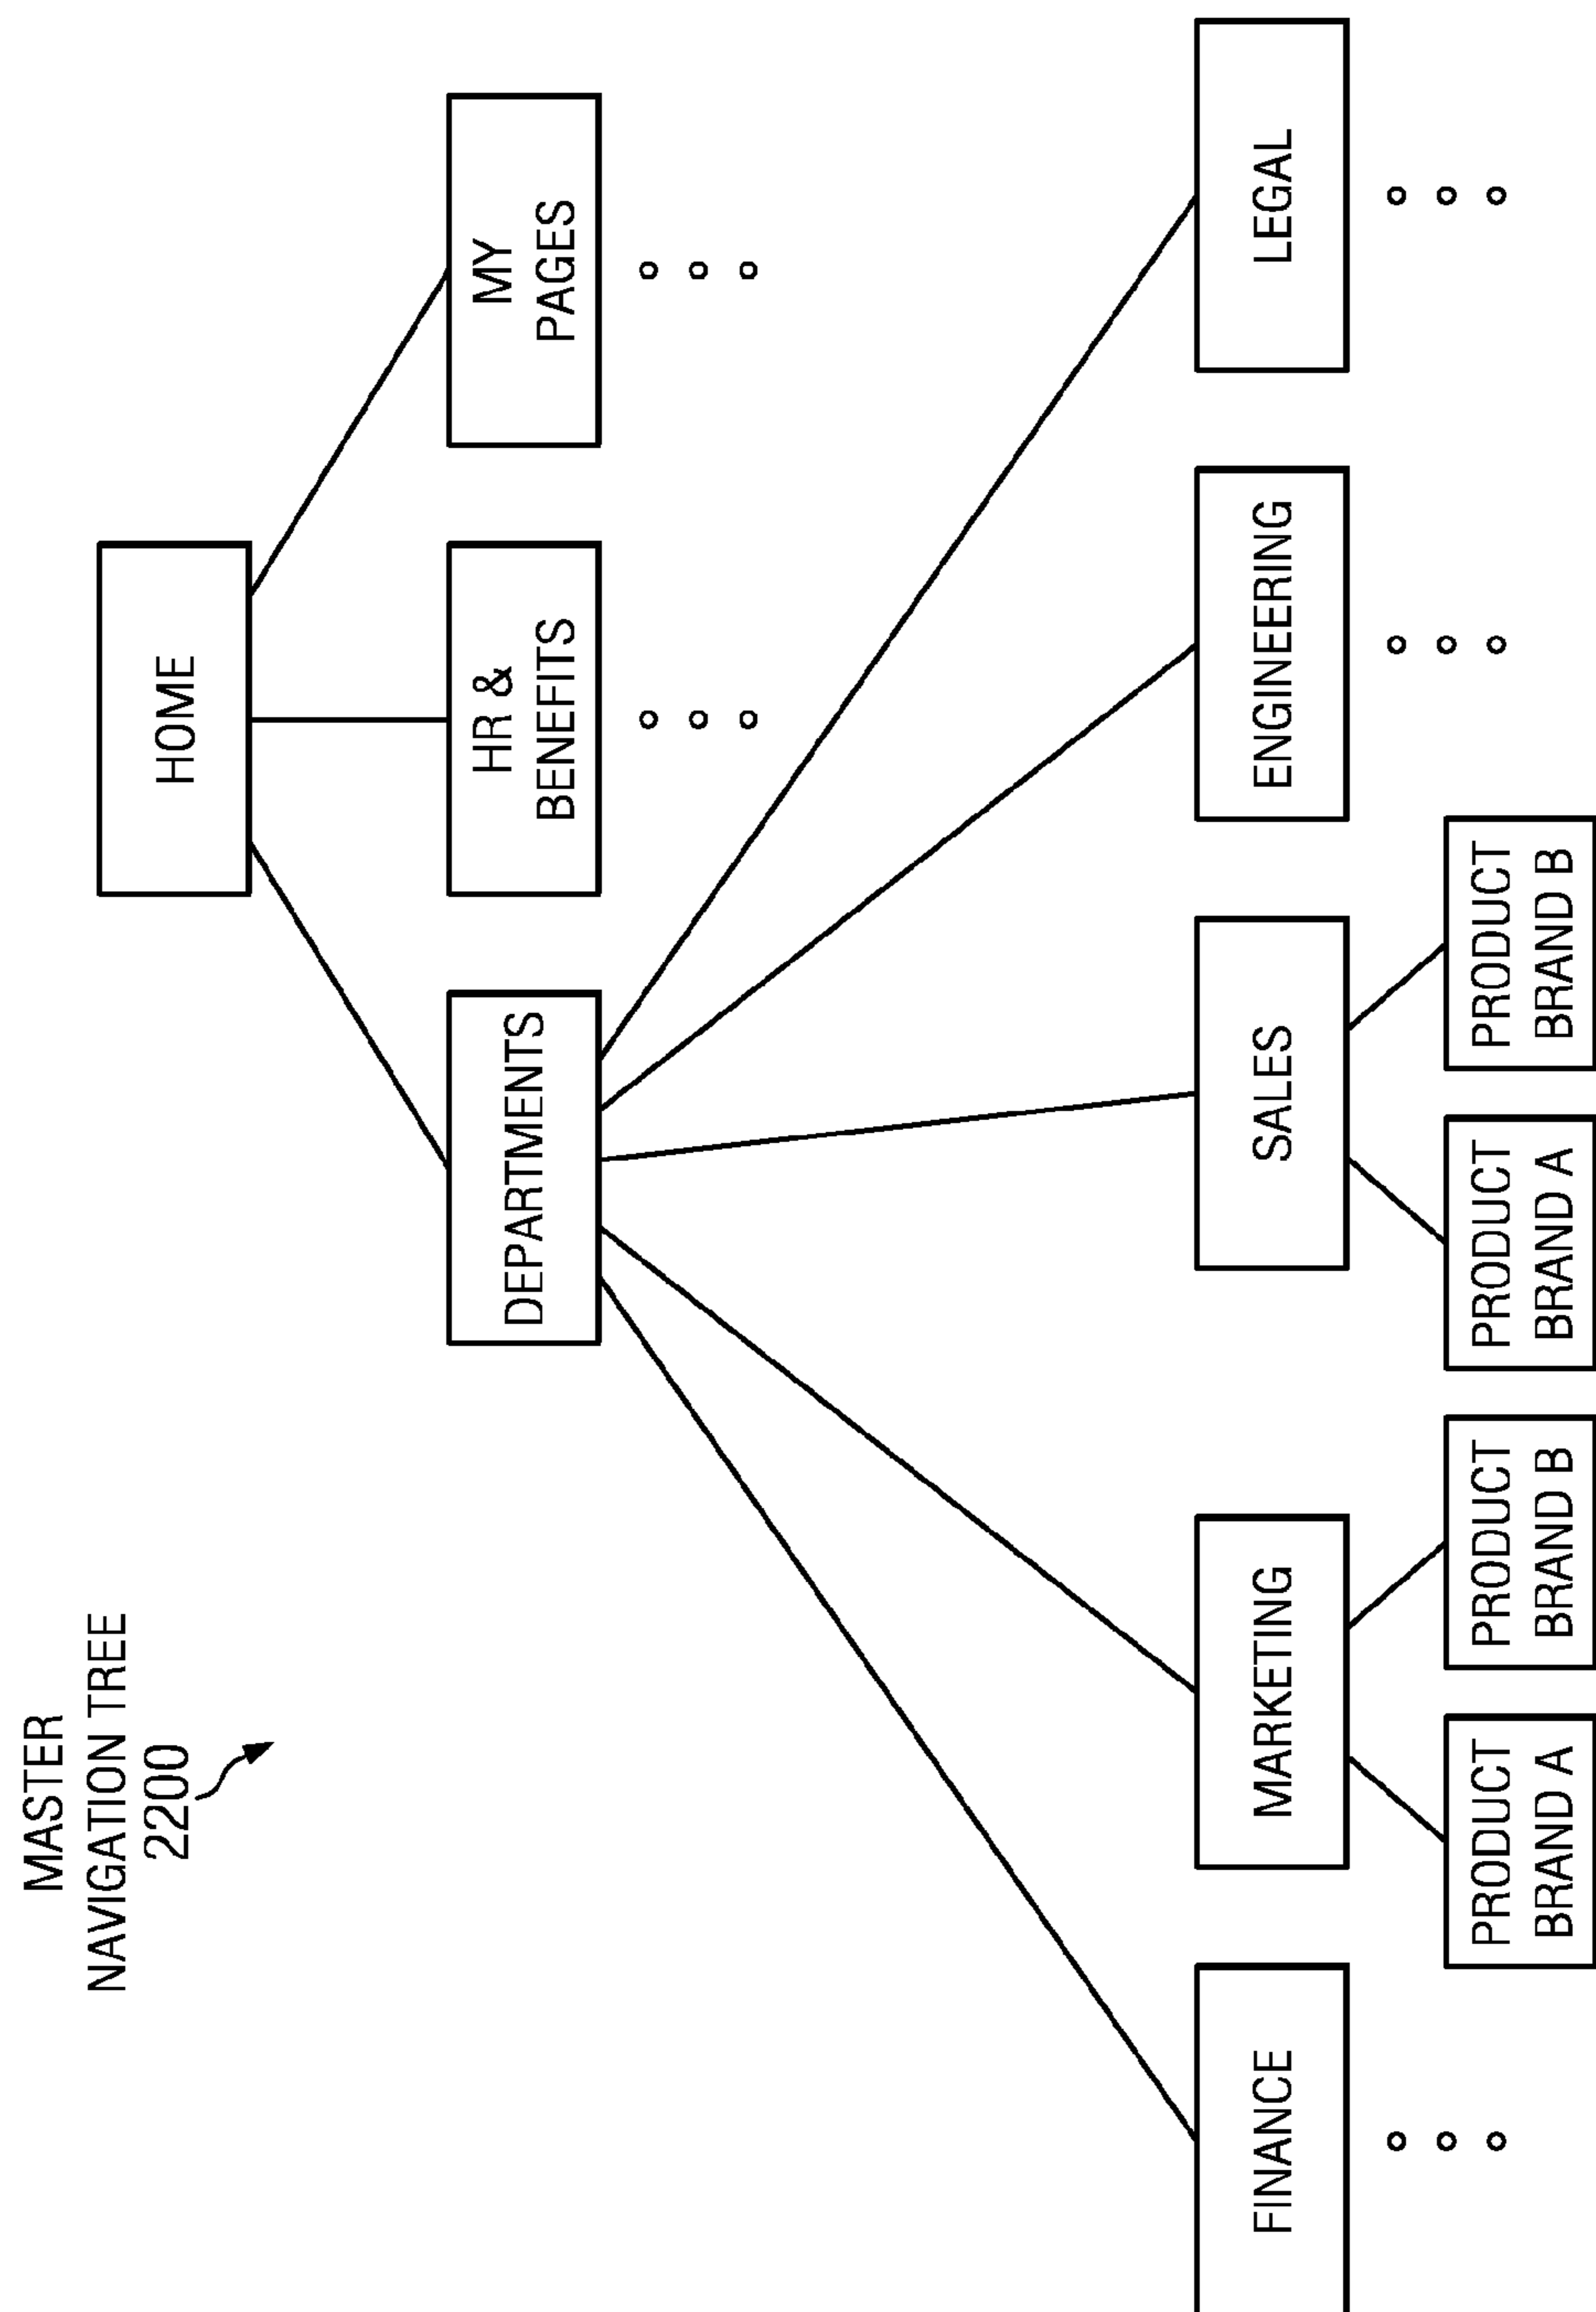 MASTER
NAVIGATION TREE
2200
HOME
DEPARTMENTS
HR &
BENEFITS
MY
PAGES
FINANCE
MARKETING
SALES
ENGINEERING
LEGAL
PRODUCT
BRAND A
PRODUCT
BRAND B
PRODUCT
BRAND A
PRODUCT
BRAND B